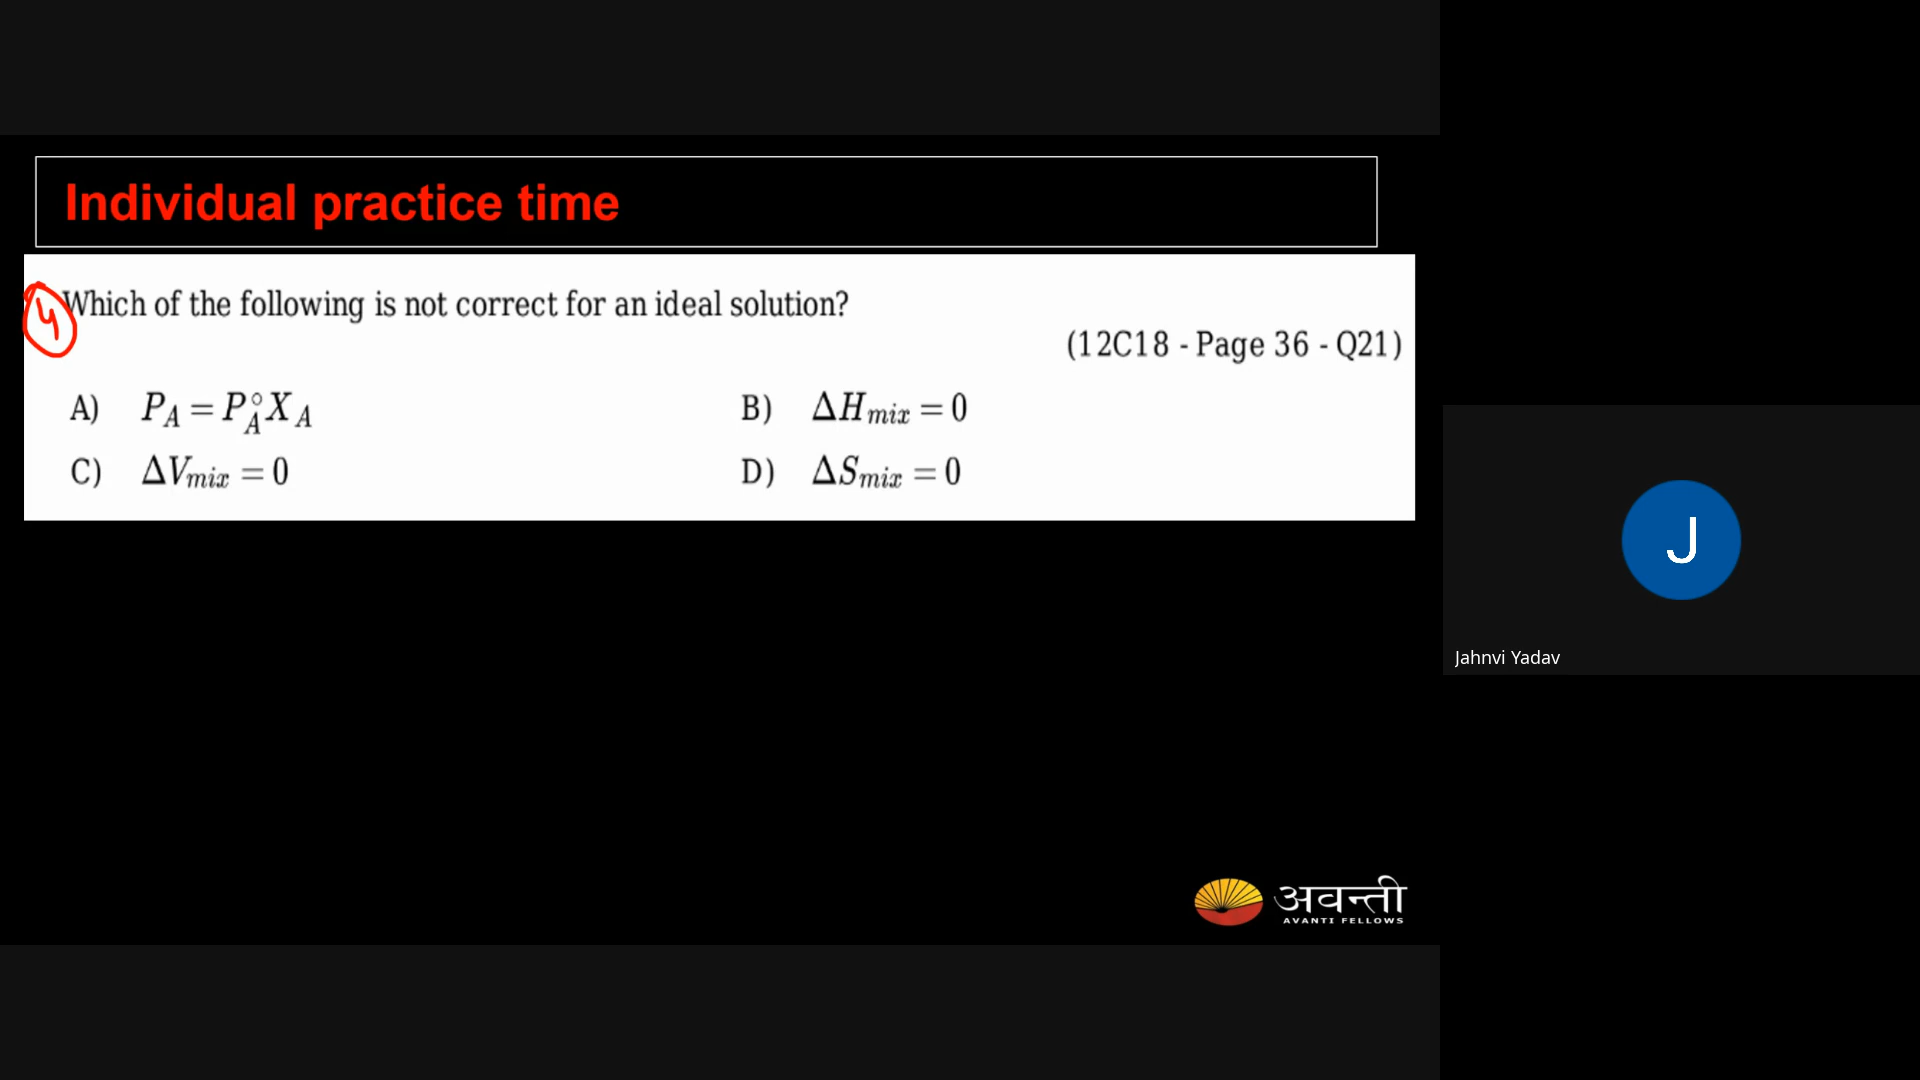 Individual practice time
4 Which of the following is not correct for an ideal solution?
(12C18 - Page 36 - Q21)
A) P_A = P°_A X_A B) ΔH_mix = 0
C) ΔV_mix = 0 D) ΔS_mix = 0
J
Jahnvi Yadav
अवन्ती
AVANTI FELLOWS